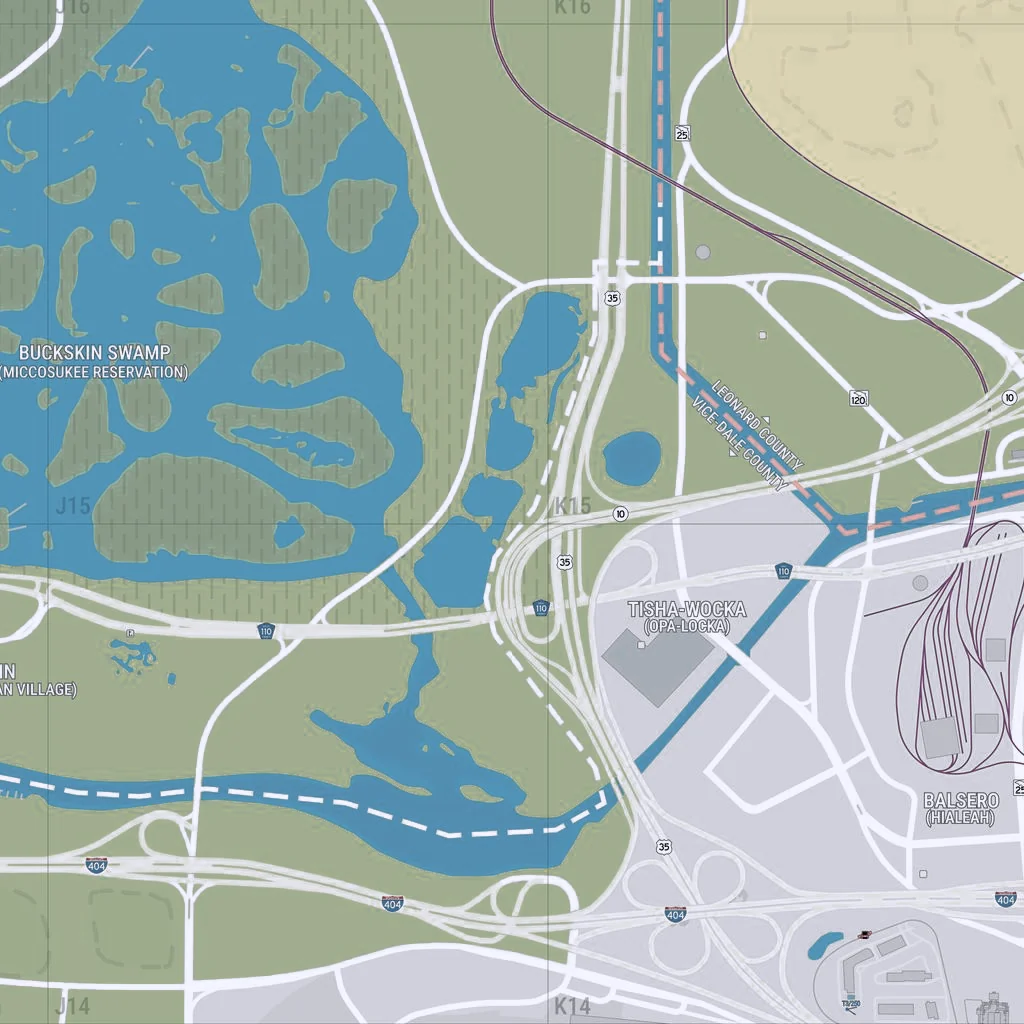 J16
K16
25
35
BUCKSKIN SWAMP
(MICCOSUKEE RESERVATION)
LEONARD COUNTY
VICE-DALE COUNTY
120
10
J15
K15
10
35
110
110
TISHA-WOCKA
(OPA-LOCKA)
110
IN
AN VILLAGE)
25
BALSERO
(HIALEAH)
35
404
404
404
404
T3/250
J14
K14